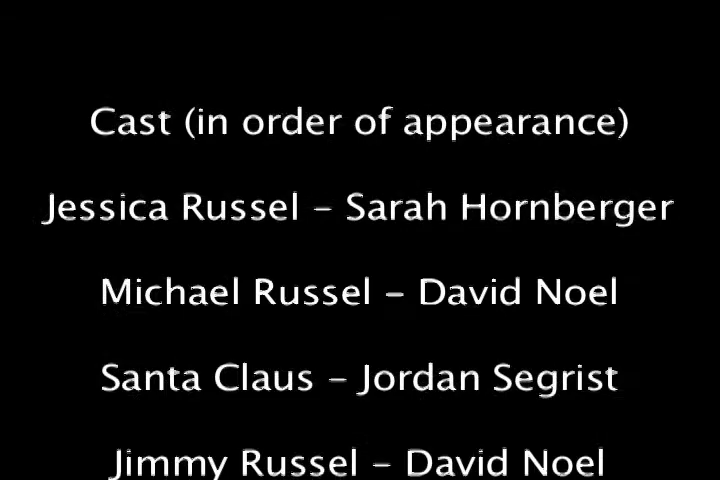 Cast (in order of appearance)
Jessica Russel - Sarah Hornberger
Michael Russel - David Noel
Santa Claus - Jordan Segrist
Jimmy Russel - David Noel